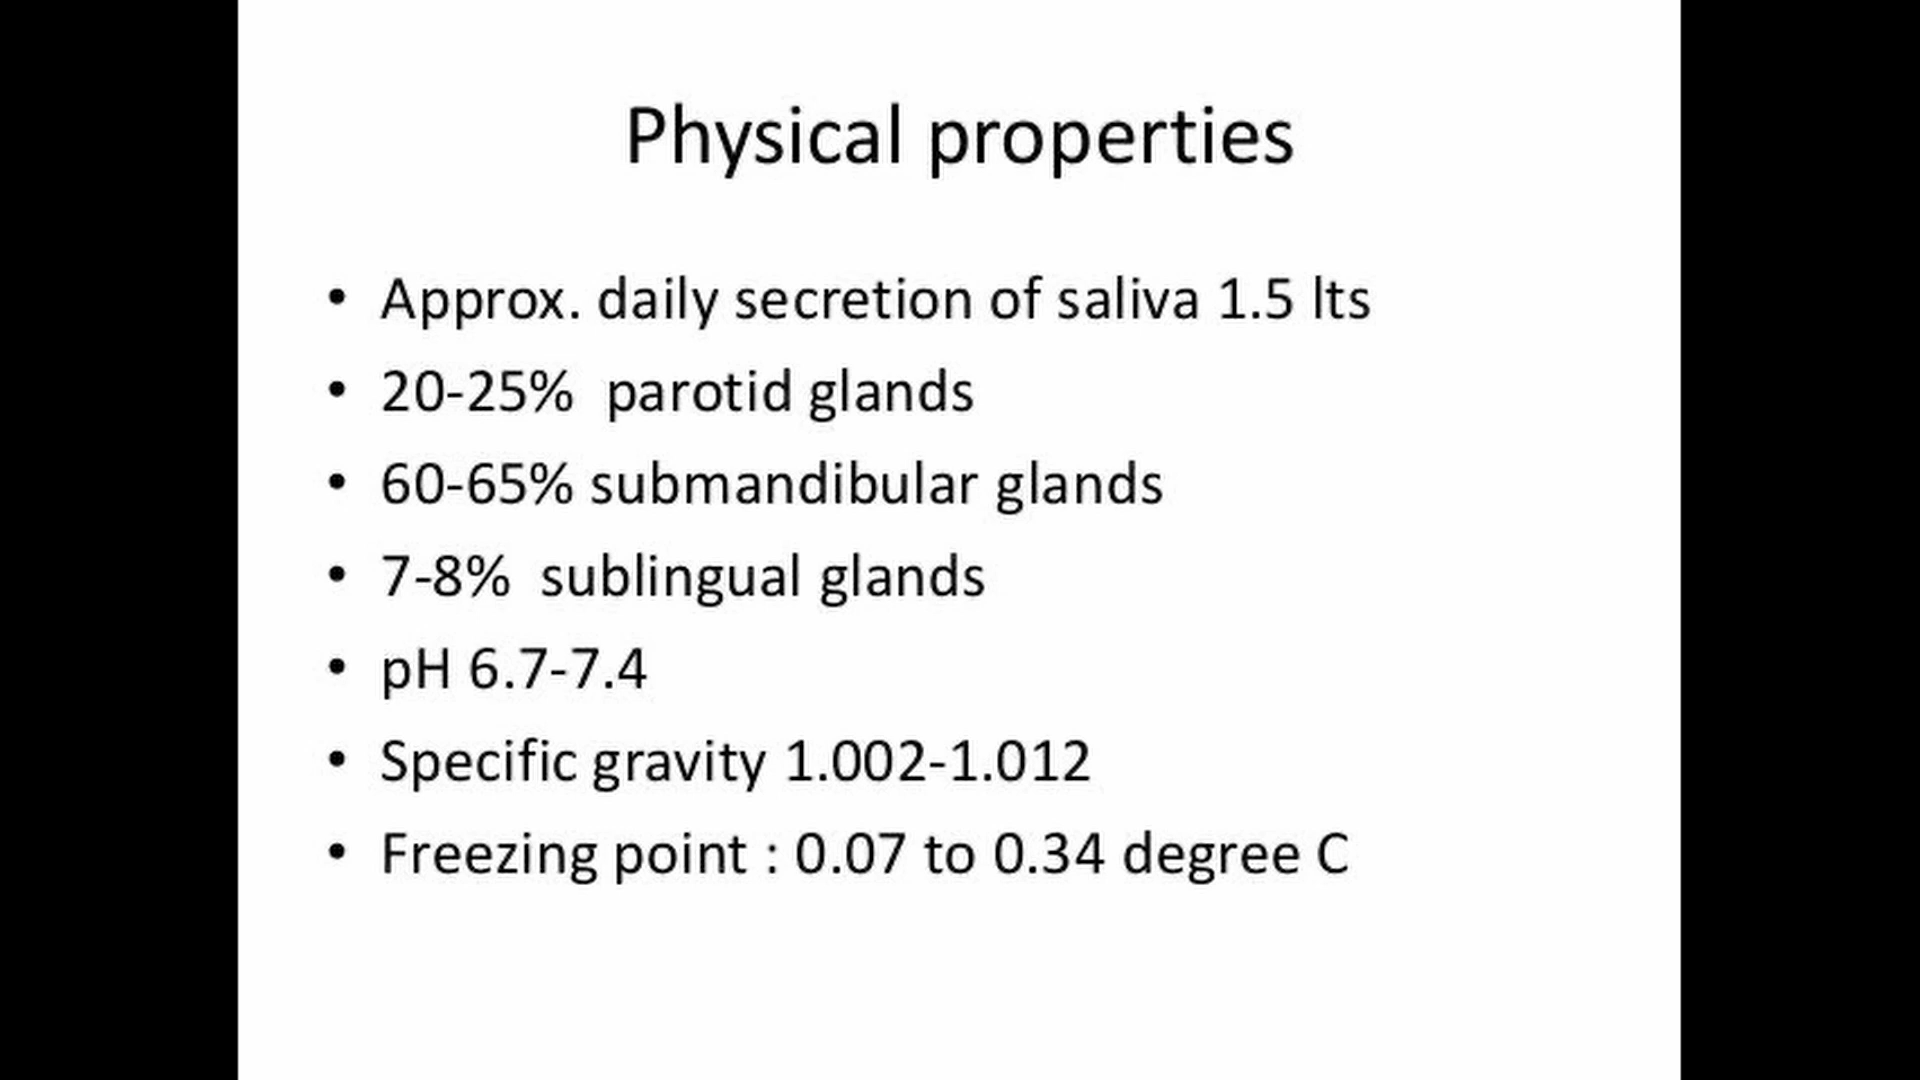 Physical properties
• Approx. daily secretion of saliva 1.5 lts
• 20-25%  parotid glands
• 60-65% submandibular glands
• 7-8%  sublingual glands
• pH 6.7-7.4
• Specific gravity 1.002-1.012
• Freezing point : 0.07 to 0.34 degree C